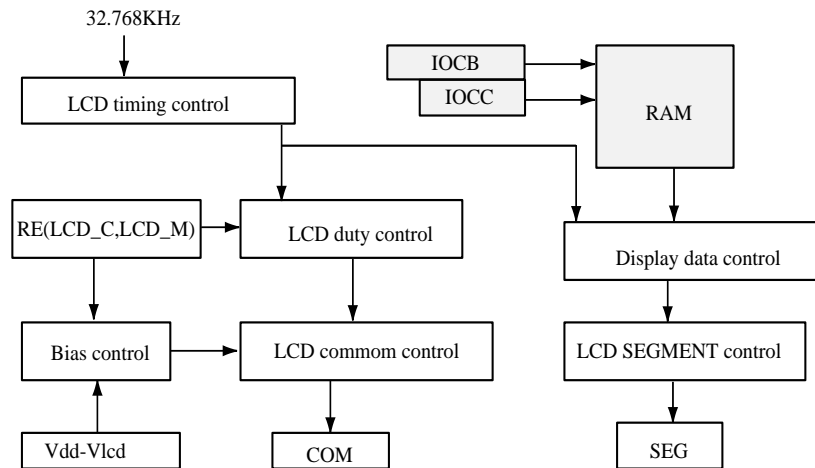 32.768KHz
IOCB
LCD timing control
IOCC
RAM
RE(LCD_C,LCD_M)
LCD duty control
Display data control
Bias control
LCD commom control
LCD SEGMENT control
Vdd-Vlcd
COM
SEG